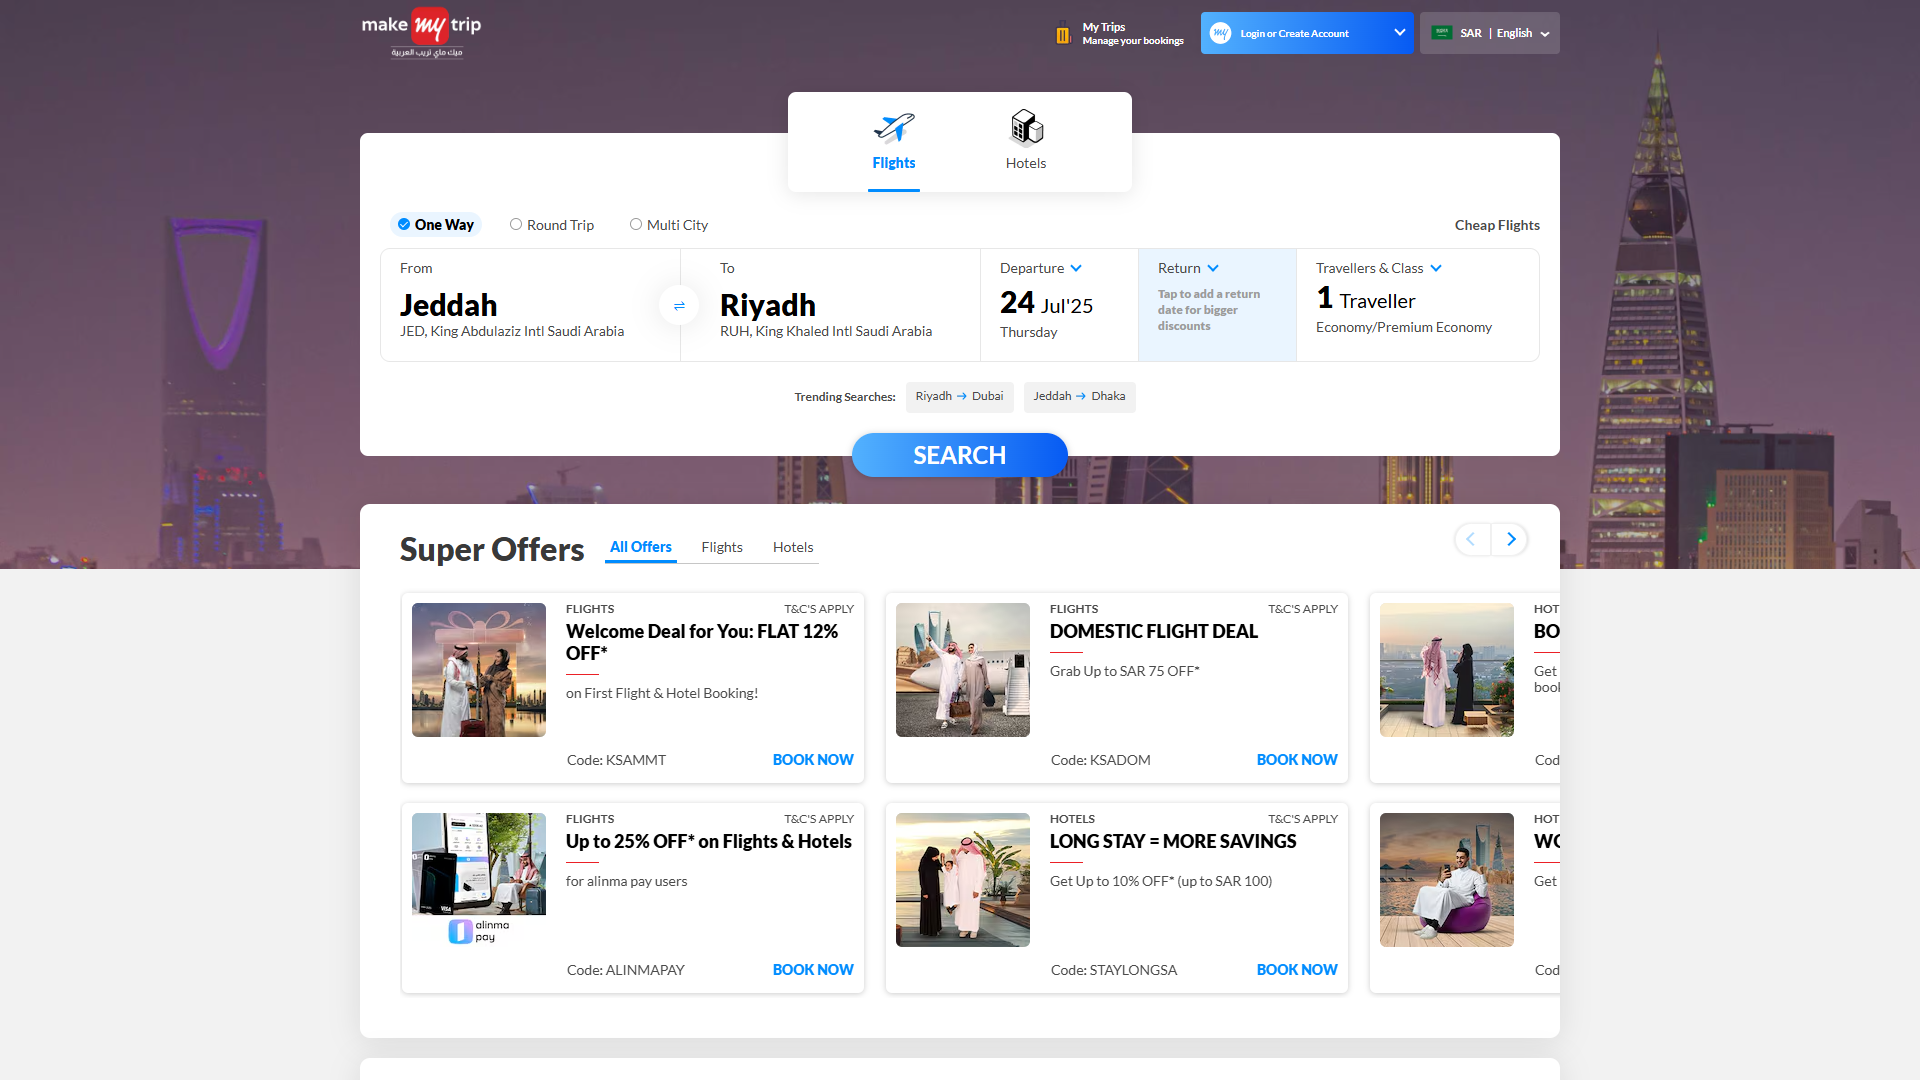 make my trip
ميك ماي تريب العربية
My Trips
Manage your bookings
my Login or Create Account
SAR | English
Flights
Hotels
One Way
Round Trip
Multi City
Cheap Flights
From
Jeddah
JED, King Abdulaziz Intl Saudi Arabia
To
Riyadh
RUH, King Khaled Intl Saudi Arabia
Departure
24 Jul'25
Thursday
Return
Tap to add a return
date for bigger
discounts
Travellers & Class
1 Traveller
Economy/Premium Economy
Trending Searches:
Riyadh → Dubai
Jeddah → Dhaka
SEARCH
Super Offers
All Offers
Flights
Hotels
FLIGHTS
T&C'S APPLY
Welcome Deal for You: FLAT 12%
OFF*
on First Flight & Hotel Booking!
Code: KSAMMT
BOOK NOW
FLIGHTS
T&C'S APPLY
DOMESTIC FLIGHT DEAL
Grab Up to SAR 75 OFF*
Code: KSADOM
BOOK NOW
HOT
BO
Get
book
Cod
FLIGHTS
T&C'S APPLY
Up to 25% OFF* on Flights & Hotels
for alinma pay users
alinma
pay
VISA
Code: ALINMAPAY
BOOK NOW
HOTELS
T&C'S APPLY
LONG STAY = MORE SAVINGS
Get Up to 10% OFF* (up to SAR 100)
Code: STAYLONGSA
BOOK NOW
HOT
WO
Get
Cod